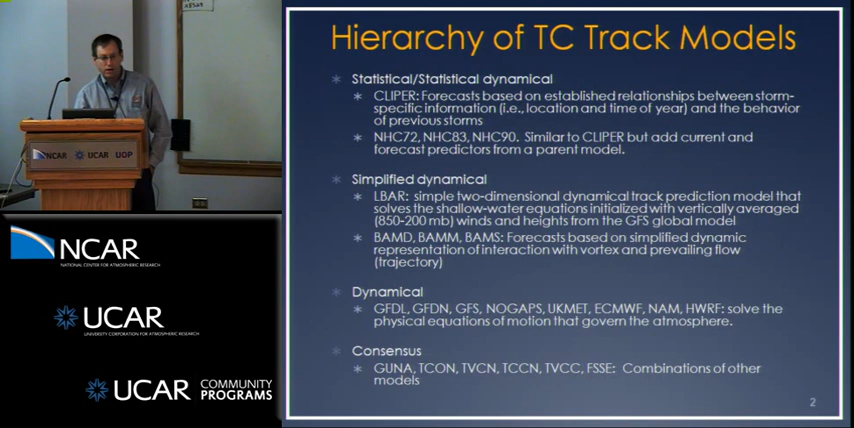 Hierarchy of TC Track Models
* Statistical/Statistical dynamical
* CLIPER: Forecasts based on established relationships between storm-
specific information (i.e., location and time of year) and the behavior
of previous storms
* NHC72, NHC83, NHC90. Similar to CLIPER but add current and
forecast predictors from a parent model.
* Simplified dynamical
* LBAR: simple two-dimensional dynamical track prediction model that
solves the shallow-water equations initialized with vertically averaged
(850-200 mb) winds and heights from the GFS global model
* BAMD, BAMM, BAMS: Forecasts based on simplified dynamic
representation of interaction with vortex and prevailing flow
(trajectory)
* Dynamical
* GFDL, GFDN, GFS, NOGAPS, UKMET, ECMWF, NAM, HWRF: solve the
physical equations of motion that govern the atmosphere.
* Consensus
* GUNA, TCON, TVCN, TCCN, TVCC, FSSE: Combinations of other
models
2
NCAR UCAR UOP
NCAR
NATIONAL CENTER FOR ATMOSPHERIC RESEARCH
UCAR
UNIVERSITY CORPORATION FOR ATMOSPHERIC RESEARCH
UCAR COMMUNITY
PROGRAMS